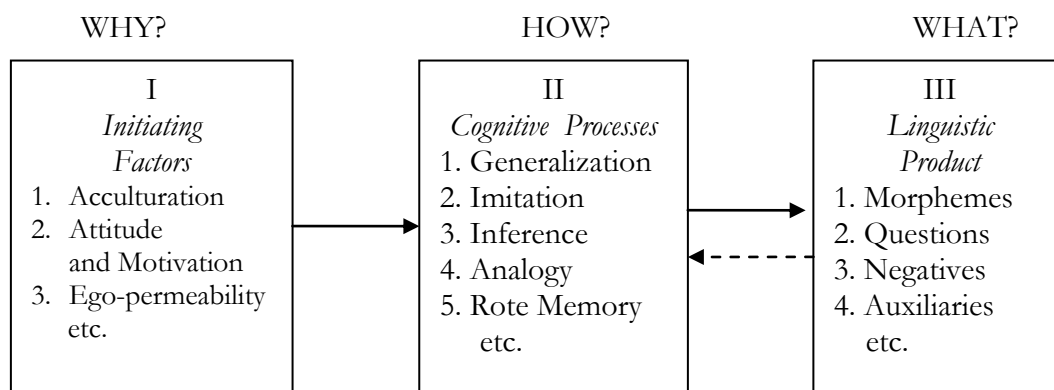 WHY?
HOW?
WHAT?
I
Initiating
Factors
1. Acculturation
2. Attitude
and Motivation
3. Ego-permeability
etc.
II
Cognitive Processes
1. Generalization
2. Imitation
3. Inference
4. Analogy
5. Rote Memory
etc.
III
Linguistic
Product
1. Morphemes
2. Questions
3. Negatives
4. Auxiliaries
etc.